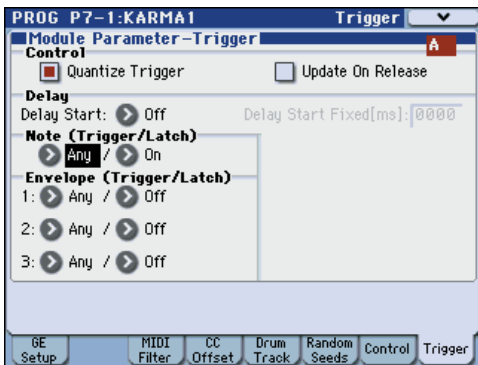 PROG P7-1:KARMA1 Trigger
Module Parameter-Trigger
A
Control
Quantize Trigger Update On Release
Delay
Delay Start: Off Delay Start Fixed[ms]: 0000
Note (Trigger/Latch)
Any / On
Envelope (Trigger/Latch)
1: Any / Off
2: Any / Off
3: Any / Off
GE Setup MIDI Filter CC Offset Drum Track Random Seeds Control Trigger